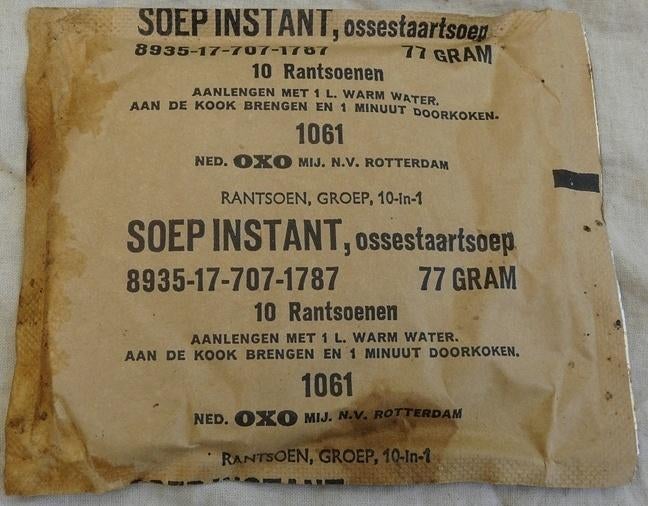 SOEP INSTANT, ossestaartsoep
8935-17-707-1787 77 GRAM
10 Rantsoenen
AANLENGEN MET 1 L. WARM WATER.
AAN DE KOOK BRENGEN EN 1 MINUUT DOORKOKEN.
1061
NED. OXO MIJ. N.V. ROTTERDAM
RANTSOEN, GROEP, 10-in-1
SOEP INSTANT, ossestaartsoep
8935-17-707-1787 77 GRAM
10 Rantsoenen
AANLENGEN MET 1 L. WARM WATER.
AAN DE KOOK BRENGEN EN 1 MINUUT DOORKOKEN.
1061
NED. OXO MIJ. N.V. ROTTERDAM
RANTSOEN, GROEP, 10-in-1
SOEP INSTANT